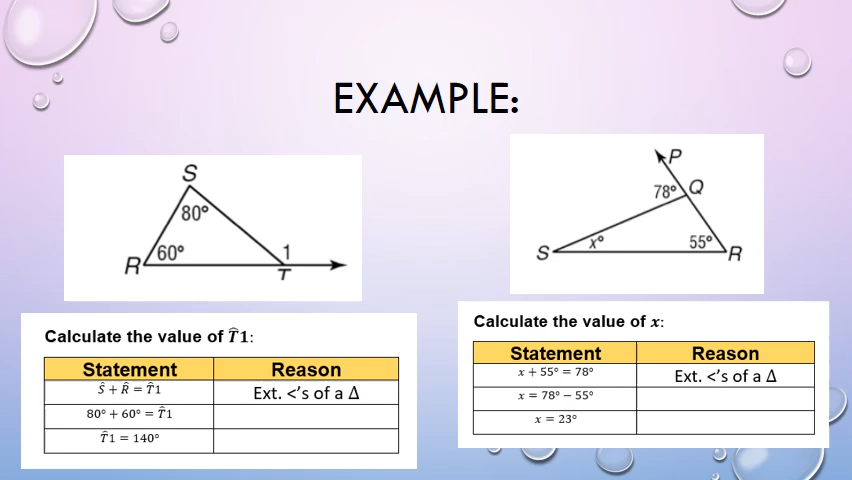 EXAMPLE:
S
80°
60°
1
R
T
P
78°
Q
x°
55°
S
R
Calculate the value of T̂1:
Statement Reason
Ŝ + R̂ = T̂1 Ext. <'s of a Δ
80° + 60° = T̂1
T̂1 = 140°
Calculate the value of x:
Statement Reason
x + 55° = 78° Ext. <'s of a Δ
x = 78° − 55°
x = 23°